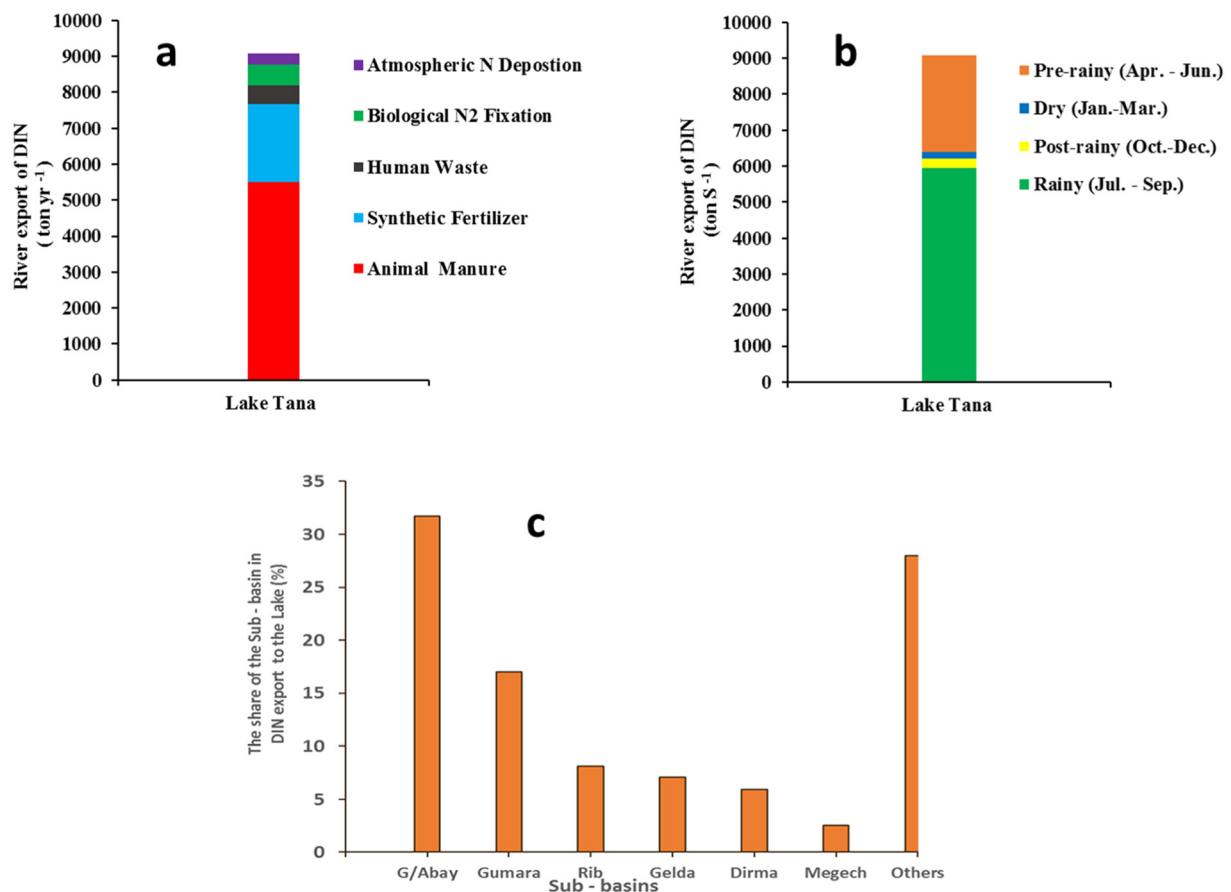 a
10000
9000
8000
7000
6000
5000
4000
3000
2000
1000
0
River export of DIN
( ton yr -1 )
Lake Tana
Atmospheric N Depostion
Biological N2 Fixation
Human Waste
Synthetic Fertilizer
Animal Manure
b
10000
9000
8000
7000
6000
5000
4000
3000
2000
1000
0
River export of DIN
(ton S -1)
Lake Tana
Pre-rainy (Apr. - Jun.)
Dry (Jan.-Mar.)
Post-rainy (Oct.-Dec.)
Rainy (Jul. - Sep.)
c
35
30
25
20
15
10
5
0
The share of the Sub - basin in
DIN export to the Lake (%)
G/Abay Gumara Rib Gelda Dirma Megech Others
Sub - basins